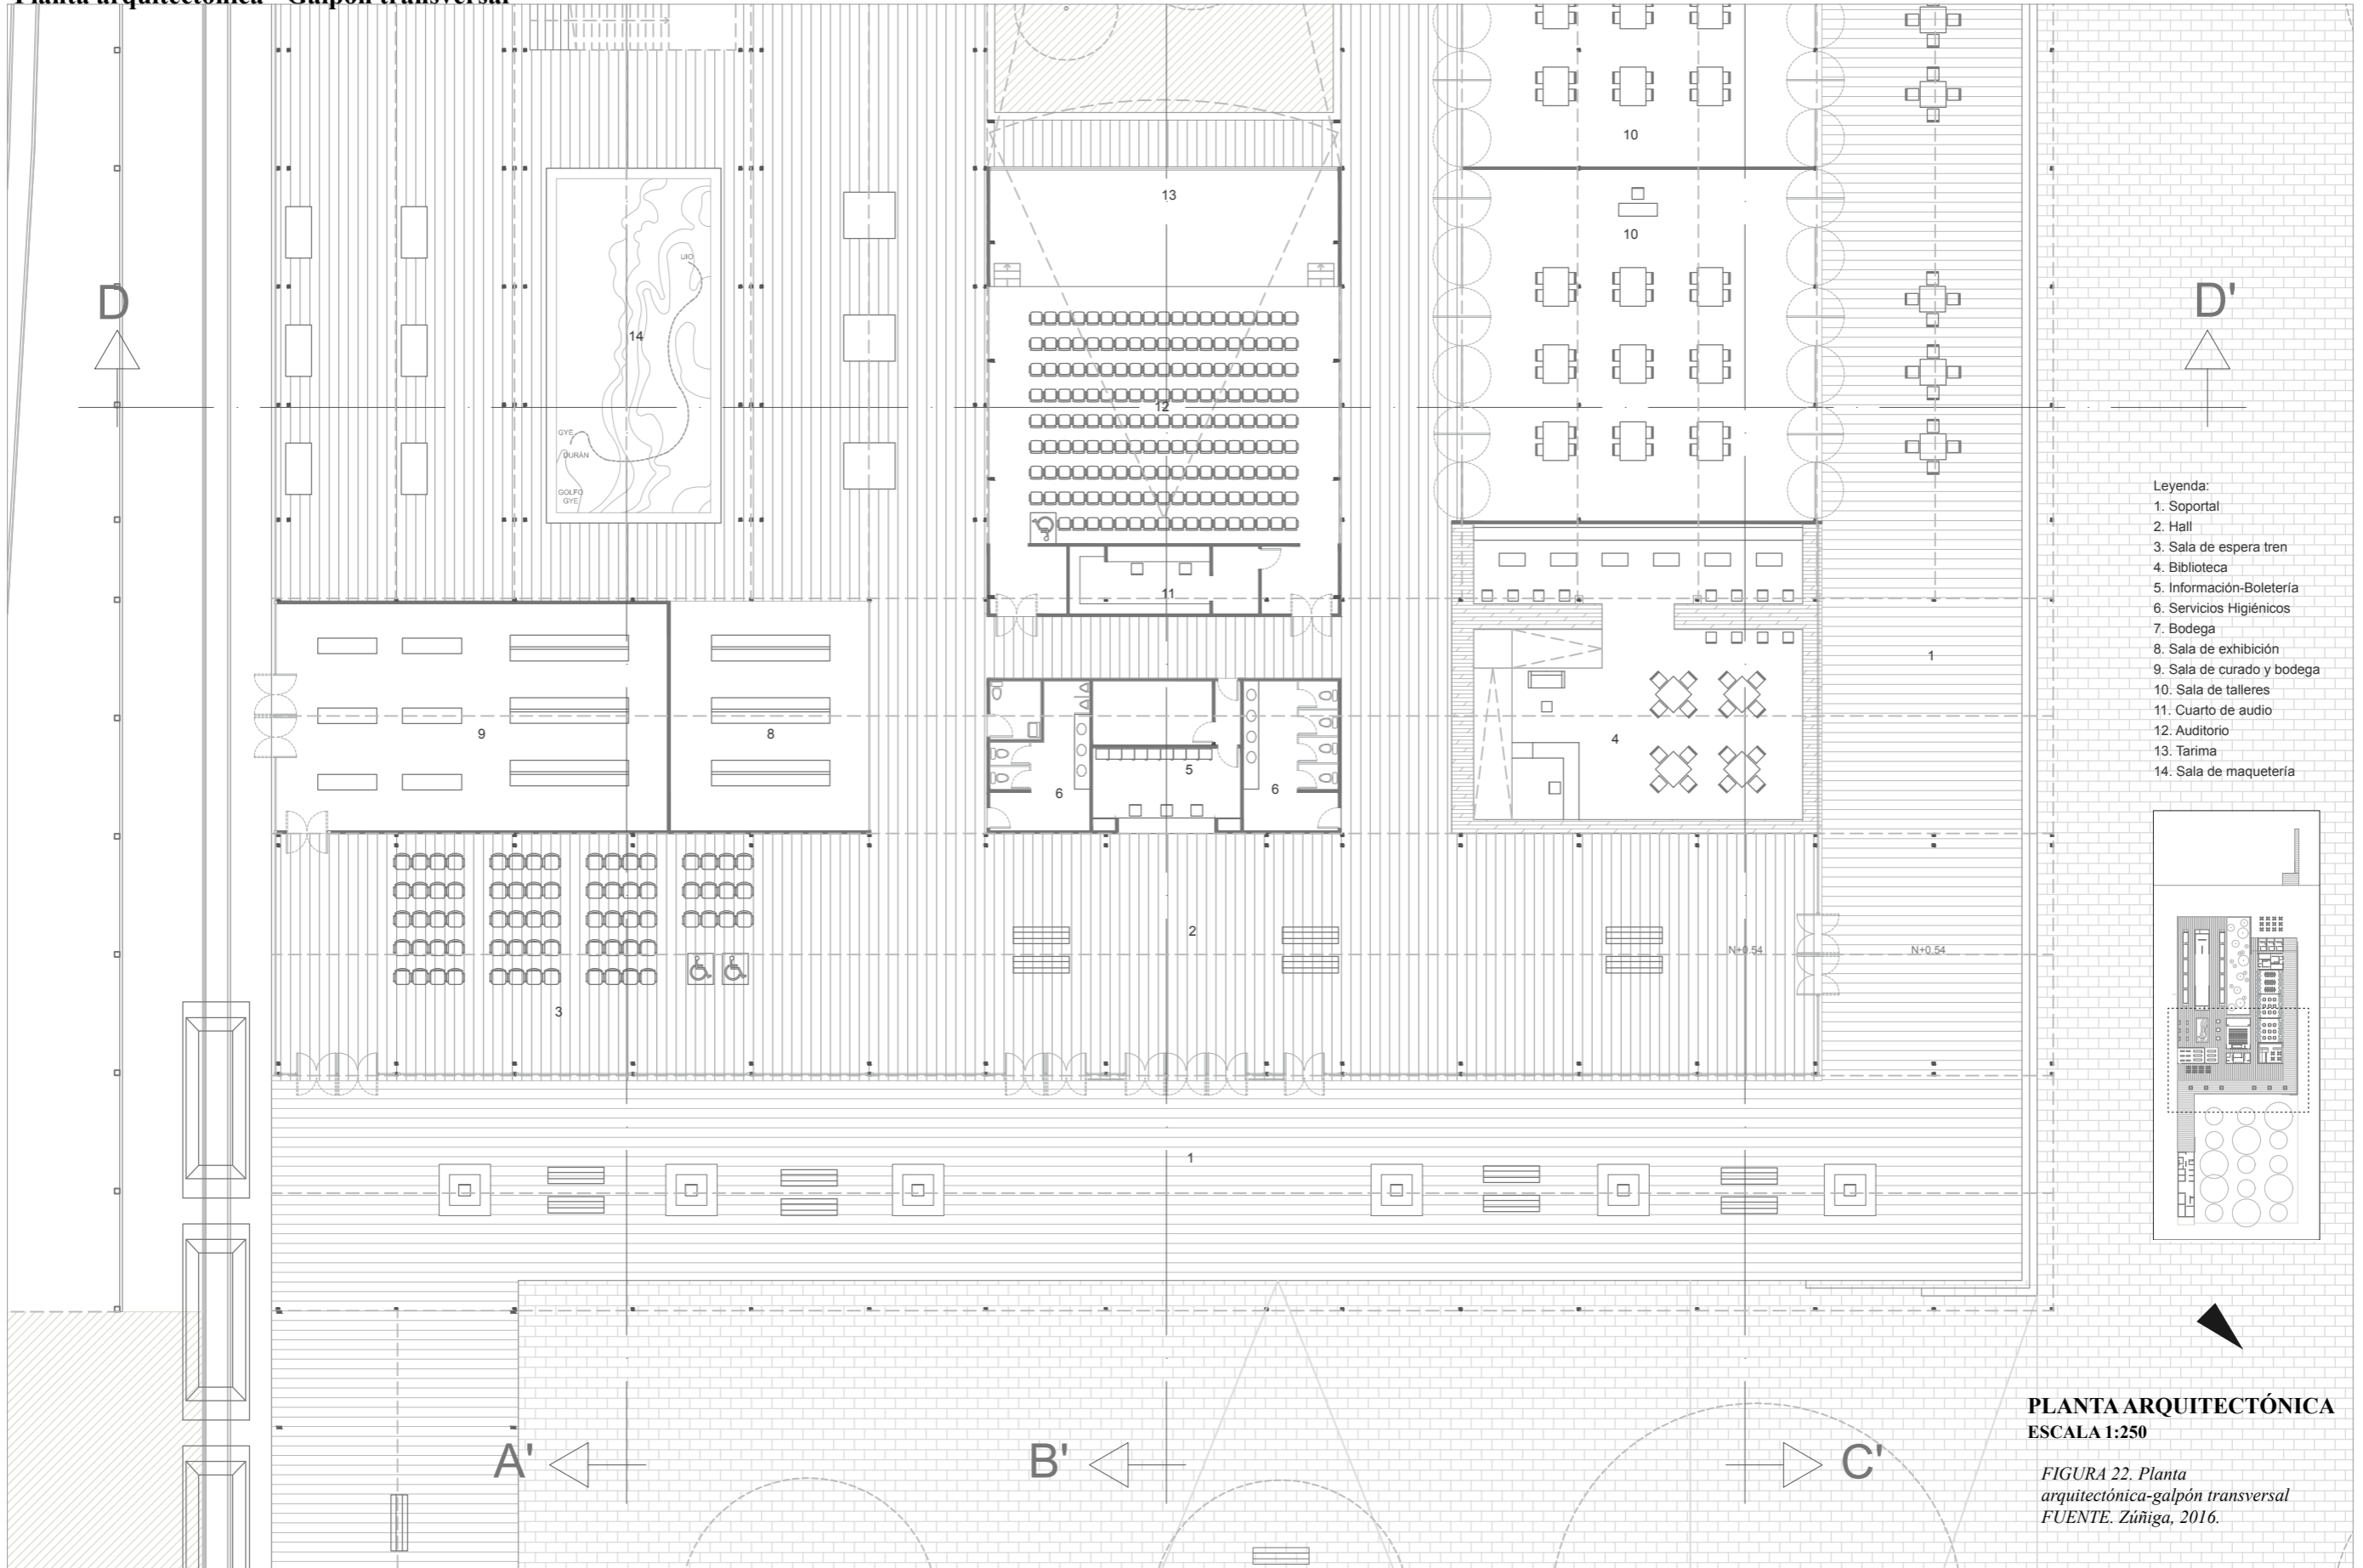 Planta arquitectónica - Galpón transversal
10
13
10
UIO
D
D'
14
12
GYE
DURÁN
GOLFO
GYE
11
1
9
8
5
6
6
4
2
N+0.54
N+0.54
3
1
Leyenda:
1. Soportal
2. Hall
3. Sala de espera tren
4. Biblioteca
5. Información-Boletería
6. Servicios Higiénicos
7. Bodega
8. Sala de exhibición
9. Sala de curado y bodega
10. Sala de talleres
11. Cuarto de audio
12. Auditorio
13. Tarima
14. Sala de maquetería
A'
B'
C'
PLANTA ARQUITECTÓNICA
ESCALA 1:250
FIGURA 22. Planta
arquitectónica-galpón transversal
FUENTE. Zúñiga, 2016.